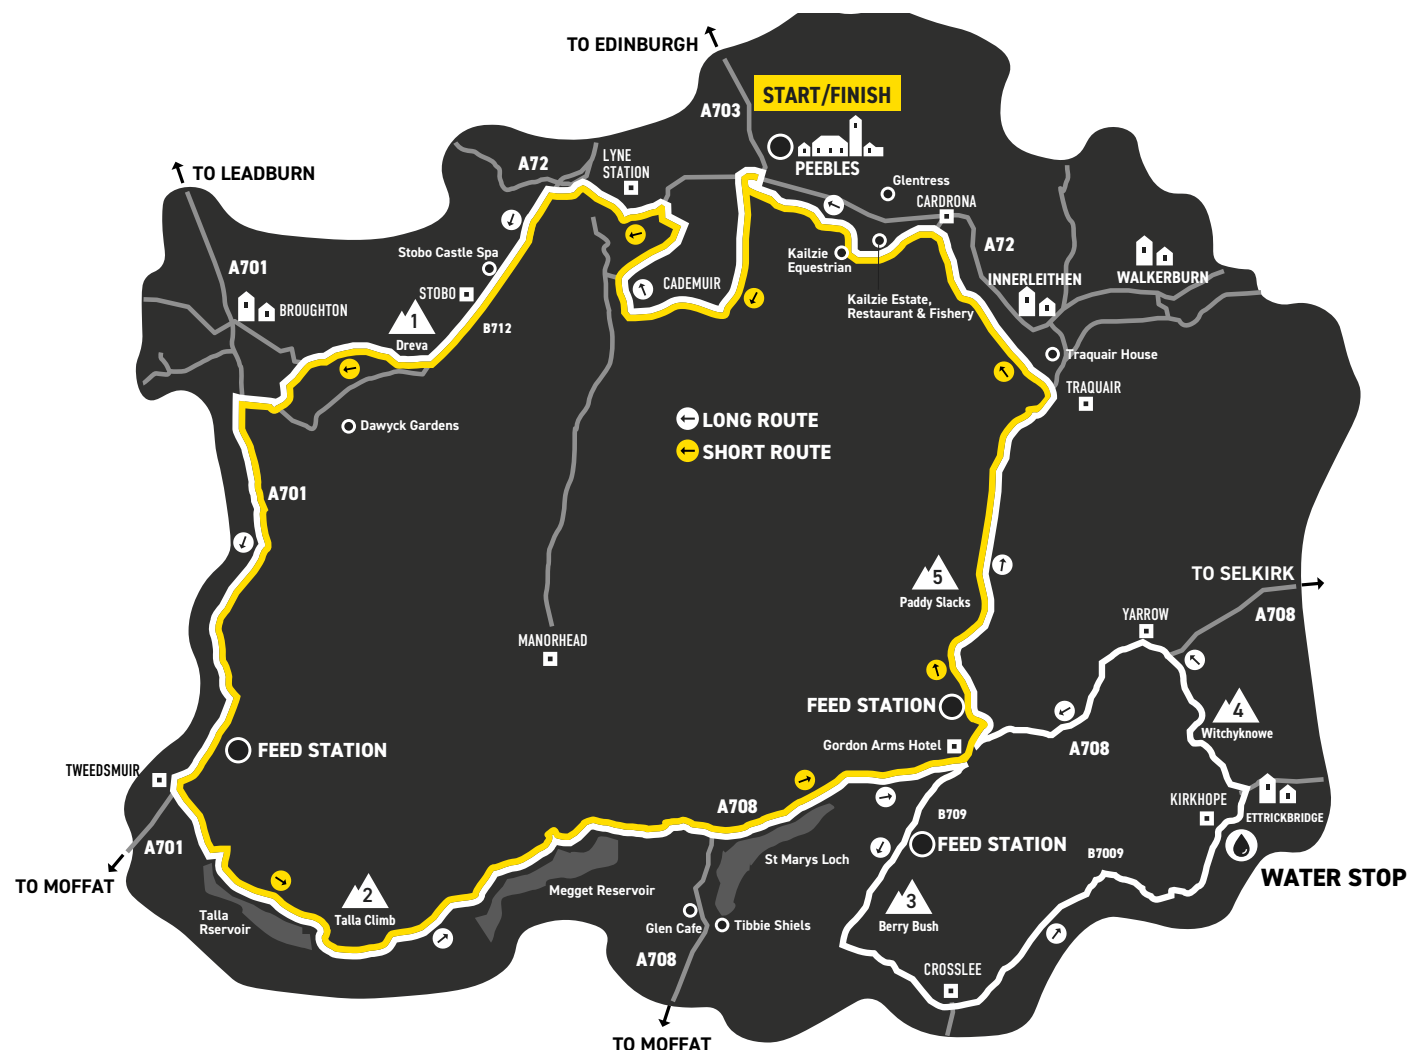 TO EDINBURGH
START/FINISH
A703
PEEBLES
LYNE
STATION
A72
TO LEADBURN
Glentress
CARDRONA
A72
Stobo Castle Spa
A701
STOBO
BROUGHTON
1
Dreva
B712
CADEMUIR
Kailzie
Equestrian
Kailzie Estate,
Restaurant & Fishery
INNERLEITHEN
WALKERBURN
Traquair House
TRAQUAIR
Dawyck Gardens
LONG ROUTE
SHORT ROUTE
A701
5
Paddy Slacks
TO SELKIRK
A708
YARROW
MANORHEAD
FEED STATION
4
Witchyknowe
Gordon Arms Hotel
A708
FEED STATION
TWEEDSMUIR
KIRKHOPE
ETTRICKBRIDGE
A708
B709
FEED STATION
A701
TO MOFFAT
St Marys Loch
B7009
WATER STOP
2
Talla Climb
Megget Reservoir
3
Berry Bush
Talla
Rservoir
Glen Cafe
Tibbie Shiels
A708
CROSSLEE
TO MOFFAT